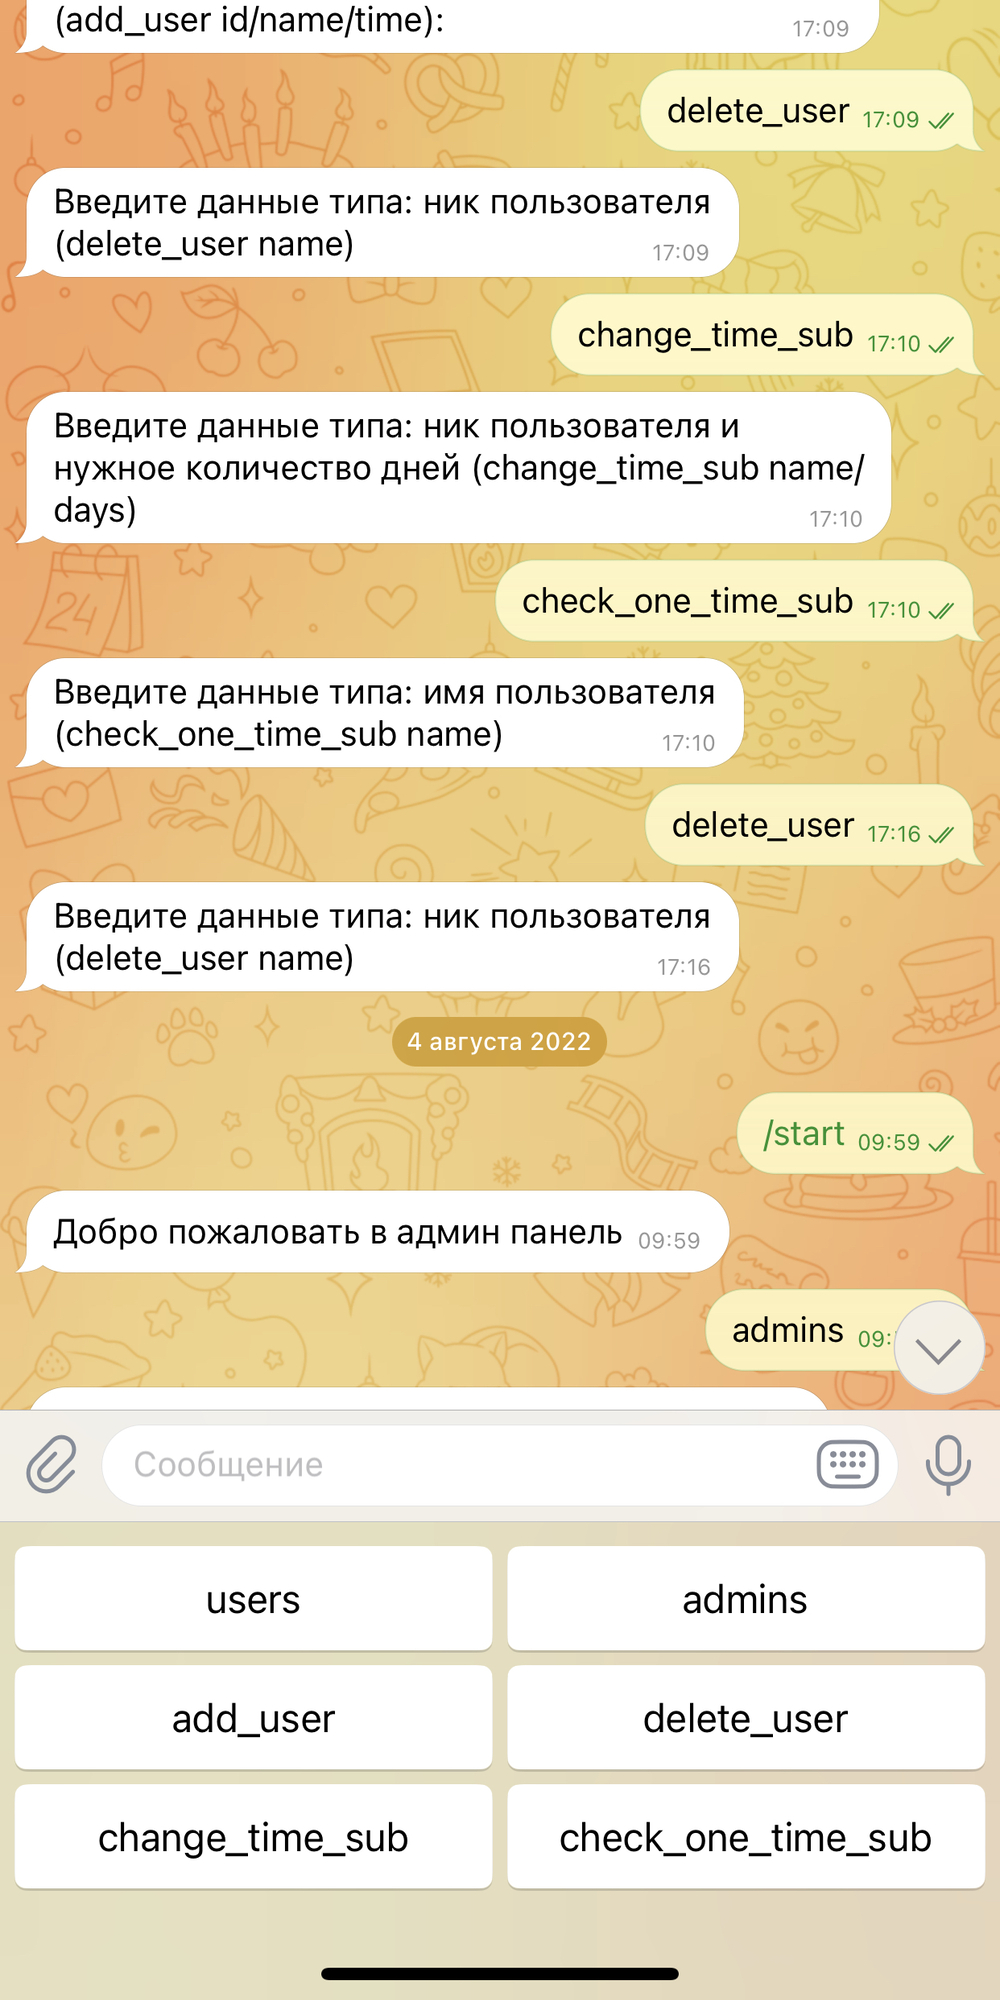 (add_user id/name/time):
17:09
delete_user 17:09
Введите данные типа: ник пользователя
(delete_user name)
17:09
change_time_sub 17:10
Введите данные типа: ник пользователя и
нужное количество дней (change_time_sub name/
days)
17:10
check_one_time_sub 17:10
Введите данные типа: имя пользователя
(check_one_time_sub name)
17:10
delete_user 17:16
Введите данные типа: ник пользователя
(delete_user name)
17:16
4 августа 2022
/start 09:59
Добро пожаловать в админ панель 09:59
admins 09:
Сообщение
users
admins
add_user
delete_user
change_time_sub
check_one_time_sub
24